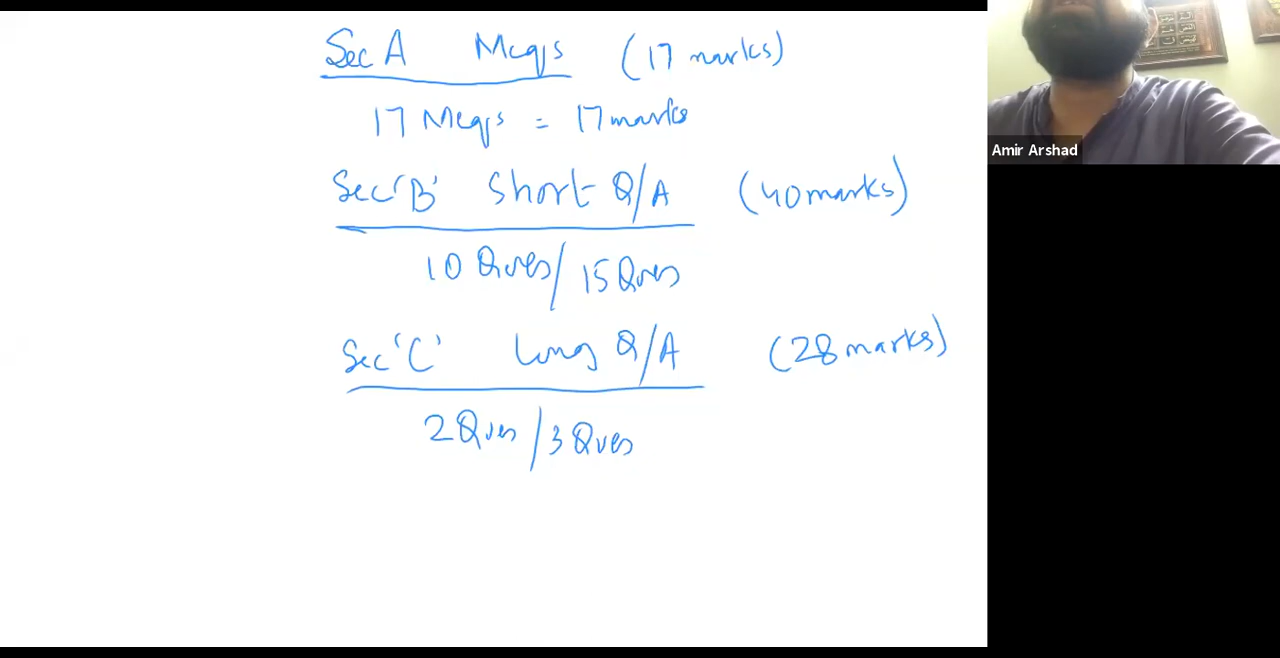 Sec A Mcqs (17 marks)
17 Mcqs = 17 marks
Sec 'B' Short Q/A (40 marks)
10 Ques / 15 Ques
Sec 'C' Long Q/A (28 marks)
2 Ques / 3 Ques
Amir Arshad